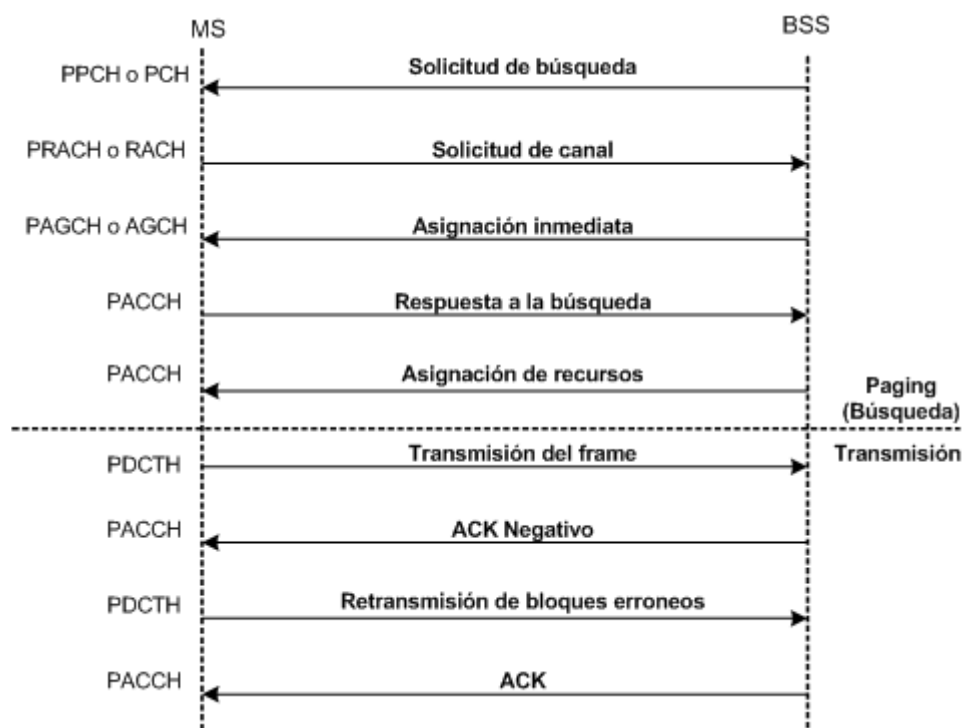 MS
BSS
PPCH o PCH
Solicitud de búsqueda
PRACH o RACH
Solicitud de canal
PAGCH o AGCH
Asignación inmediata
PACCH
Respuesta a la búsqueda
PACCH
Asignación de recursos
Paging
(Búsqueda)
PDCTH
Transmisión del frame
Transmisión
PACCH
ACK Negativo
PDCTH
Retransmisión de bloques erroneos
PACCH
ACK